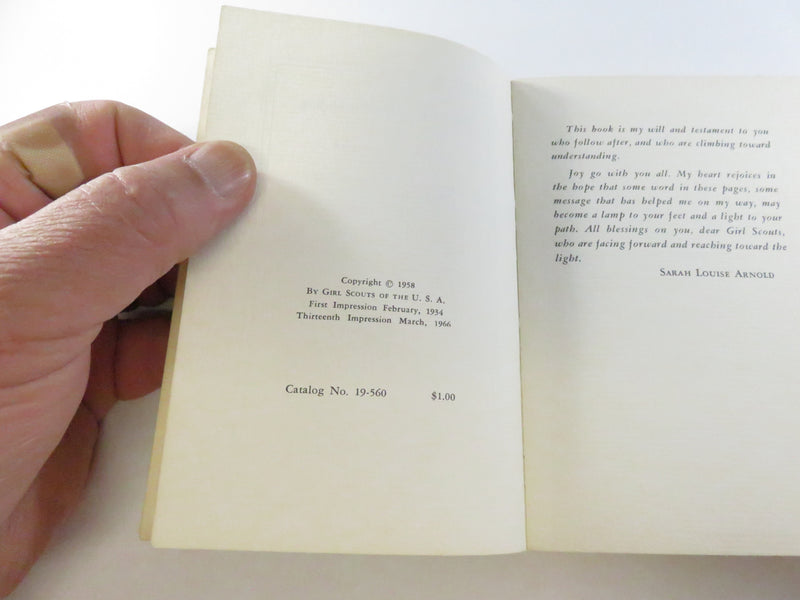 Copyright © 1958
By Girl Scouts of the U. S. A.
First Impression February, 1934
Thirteenth Impression March, 1966
Catalog No. 19-560 $1.00
This book is my will and testament to you
who follow after, and who are climbing toward
understanding.
Joy go with you all. My heart rejoices in
the hope that some word in these pages, some
message that has helped me on my way, may
become a lamp to your feet and a light to your
path. All blessings on you, dear Girl Scouts,
who are facing forward and reaching toward the
light.
Sarah Louise Arnold